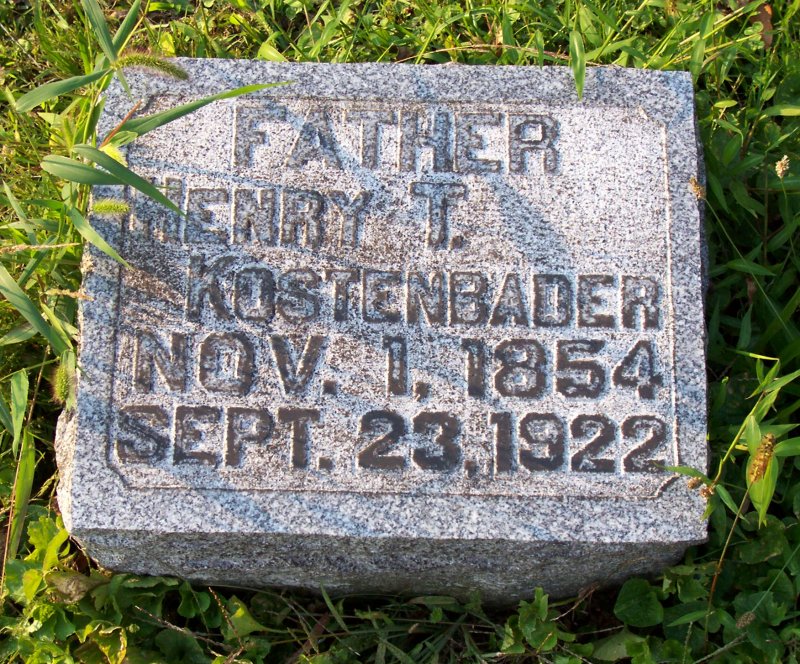 FATHER
HENRY T.
KOSTENBADER
NOV. 1, 1854
SEPT. 23, 1922